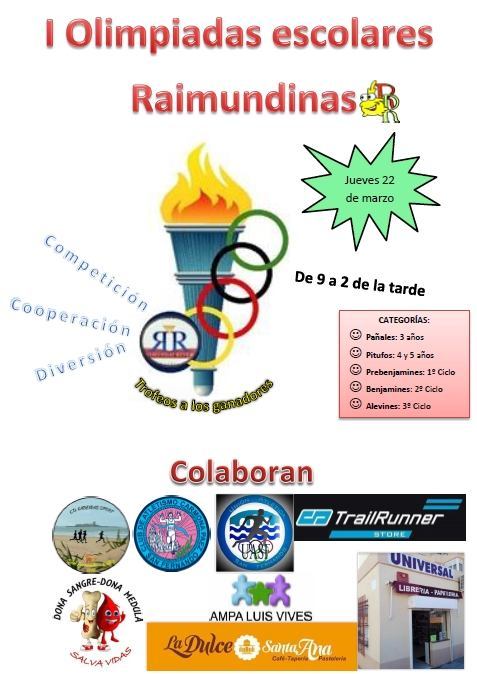 I Olimpiadas escolares
Raimundinas
Jueves 22
de marzo
Competición
Cooperación
Diversión
De 9 a 2 de la tarde
CATEGORÍAS:
Pañales: 3 años
Pitufos: 4 y 5 años
Prebenjamines: 1º Ciclo
Benjamines: 2º Ciclo
Alevines: 3º Ciclo
Trofeos a los ganadores
Colaboran
TrailRunner
STORE
UNIVERSAL
LIBRERIA - PAPELERIA
DONA SANGRE-DONA MEDULA
SALVA VIDAS
AMPA LUIS VIVES
La Dulce Santa Ana
Café-Tapería Pastelería